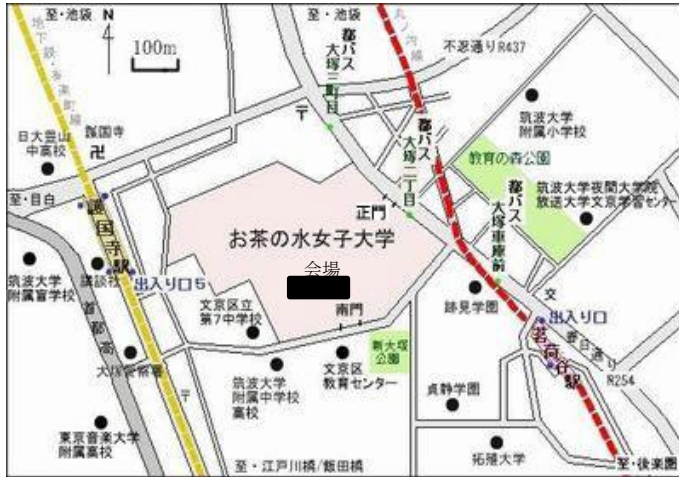 至・池袋
N
100m
地下鉄・有楽町線
至・池袋
丸ノ内線
不忍通りR437
都バス
大塚三丁目
〒
日大豊山
中高校
護国寺
卍
都バス
大塚二丁目
筑波大学
附属小学校
教育の森公園
筑波大学夜間大学院
放送大学文京学習センター
都バス
大塚車庫前
至・目白
護国寺駅
正門
お茶の水女子大学
会場
筑波大学
附属盲学校
講談社
出入り口5
首都高
文京区立
第7中学校
南門
跡見学園
交
出入り口
春日通り
R254
茗荷谷駅
新大塚
公園
大塚警察署
〒
筑波大学
附属中学校
高校
文京区
教育センター
貞静学園
東京音楽大学
附属高校
拓殖大学
至・江戸川橋/飯田橋
至・後楽園